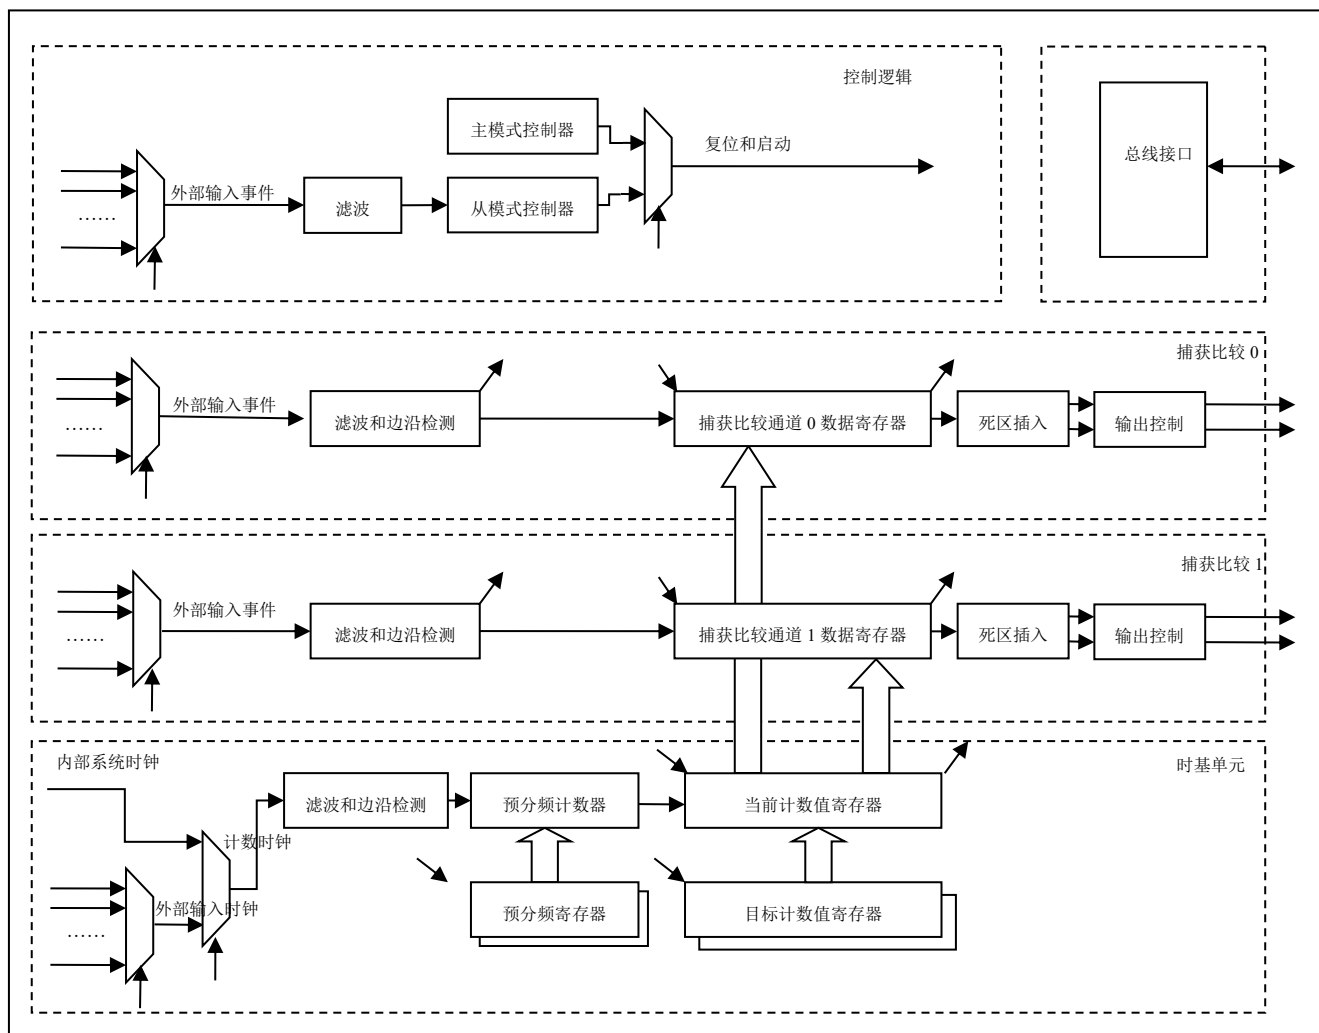 控制逻辑
主模式控制器
复位和启动
总线接口
外部输入事件
滤波
从模式控制器
……
捕获比较 0
外部输入事件
滤波和边沿检测
捕获比较通道 0 数据寄存器
死区插入
输出控制
……
捕获比较 1
外部输入事件
滤波和边沿检测
捕获比较通道 1 数据寄存器
死区插入
输出控制
……
内部系统时钟
时基单元
滤波和边沿检测
预分频计数器
当前计数值寄存器
计数时钟
外部输入时钟
预分频寄存器
目标计数值寄存器
……